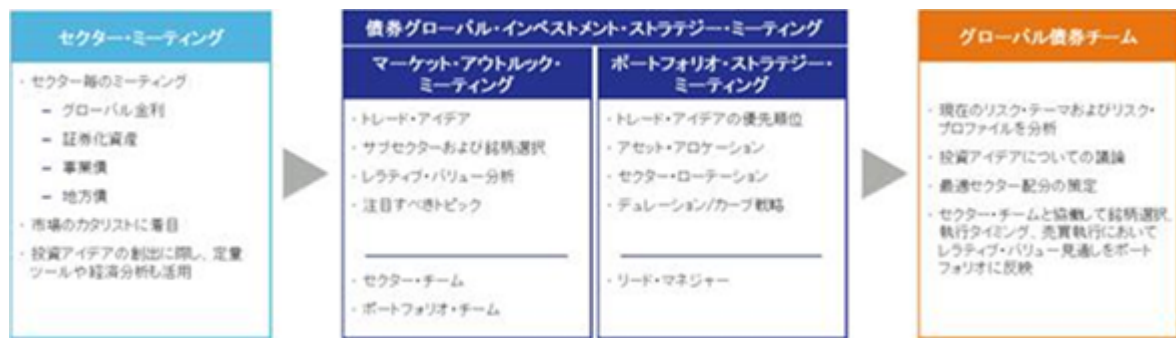 セクター・ミーティング
・セクター毎のミーティング
− グローバル金利
− 証券化資産
− 事業債
− 地方債
・市場のカタリストに着目
・投資アイデアの創出に際し、定量
ツールや経済分析も活用
債券グローバル・インベストメント・ストラテジー・ミーティング
マーケット・アウトルック・
ミーティング
・トレード・アイデア
・サブセクターおよび銘柄選択
・レラティブ・バリュー分析
・注目すべきトピック
・セクター・チーム
・ポートフォリオ・チーム
ポートフォリオ・ストラテジー・
ミーティング
・トレード・アイデアの優先順位
・アセット・アロケーション
・セクター・ローテーション
・デュレーション/カーブ戦略
・リード・マネジャー
グローバル債券チーム
・現在のリスク・テーマおよびリスク・
プロファイルを分析
・投資アイデアについての議論
・最適セクター配分の策定
・セクター・チームと協働して銘柄選択、
執行タイミング、売買執行において
レラティブ・バリュー見通しをポート
フォリオに反映